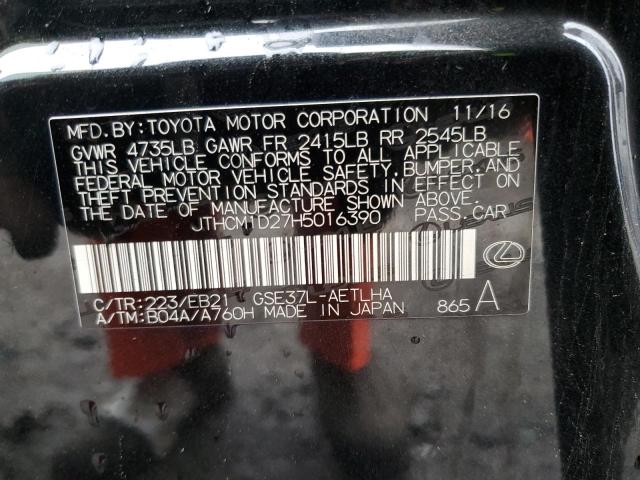 MFD.BY:TOYOTA MOTOR CORPORATION 11/16
GVWR 4735LB GAWR FR 2415LB RR 2545LB
THIS VEHICLE CONFORMS TO ALL APPLICABLE
FEDERAL MOTOR VEHICLE SAFETY,BUMPER,AND
THEFT PREVENTION STANDARDS IN EFFECT ON
THE DATE OF MANUFACTURE SHOWN ABOVE.
JTHCM1D27H5016390 PASS.CAR
C/TR:223/EB21 GSE37L-AETLHA
A/TM:B04A/A760H MADE IN JAPAN 865 A